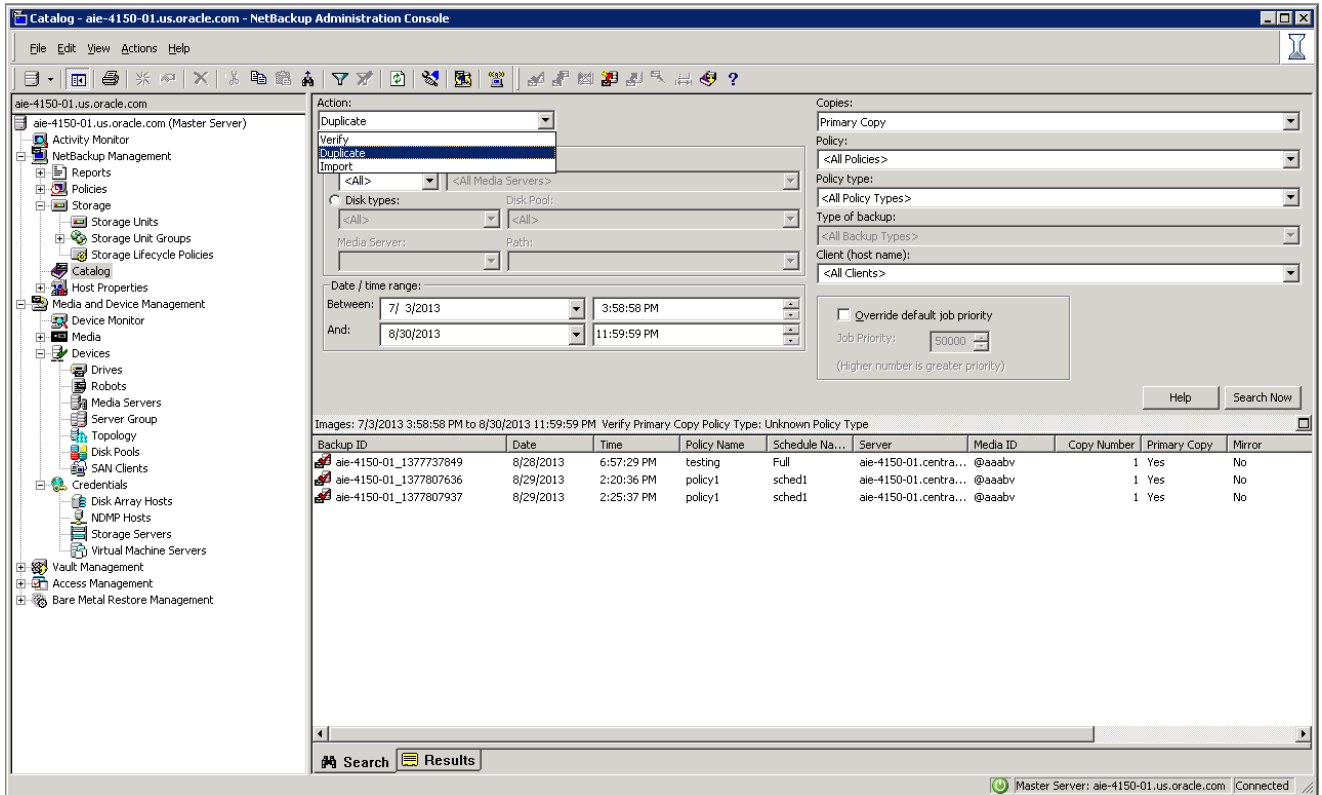 Catalog - aie-4150-01.us.oracle.com - NetBackup Administration Console
File Edit View Actions Help
aie-4150-01.us.oracle.com
aie-4150-01.us.oracle.com (Master Server)
Activity Monitor
NetBackup Management
Reports
Policies
Storage
Storage Units
Storage Unit Groups
Storage Lifecycle Policies
Catalog
Host Properties
Media and Device Management
Device Monitor
Media
Devices
Drives
Robots
Media Servers
Server Group
Topology
Disk Pools
SAN Clients
Credentials
Disk Array Hosts
NDMP Hosts
Storage Servers
Virtual Machine Servers
Vault Management
Access Management
Bare Metal Restore Management
Action:
Duplicate
Verify
Duplicate
Import
<All> <All Media Servers>
Disk types: Disk Pool:
<All> <All>
Media Server: Path:
Date / time range:
Between: 7/ 3/2013 3:58:58 PM
And: 8/30/2013 11:59:59 PM
Copies:
Primary Copy
Policy:
<All Policies>
Policy type:
<All Policy Types>
Type of backup:
<All Backup Types>
Client (host name):
<All Clients>
Override default job priority
Job Priority: 50000
(Higher number is greater priority)
Help Search Now
Images: 7/3/2013 3:58:58 PM to 8/30/2013 11:59:59 PM Verify Primary Copy Policy Type: Unknown Policy Type
Backup ID Date Time Policy Name Schedule Na... Server Media ID Copy Number Primary Copy Mirror
aie-4150-01_1377737849 8/28/2013 6:57:29 PM testing Full aie-4150-01.centra... @aaabv 1 Yes No
aie-4150-01_1377807636 8/29/2013 2:20:36 PM policy1 sched1 aie-4150-01.centra... @aaabv 1 Yes No
aie-4150-01_1377807937 8/29/2013 2:25:37 PM policy1 sched1 aie-4150-01.centra... @aaabv 1 Yes No
Search Results
Master Server: aie-4150-01.us.oracle.com Connected